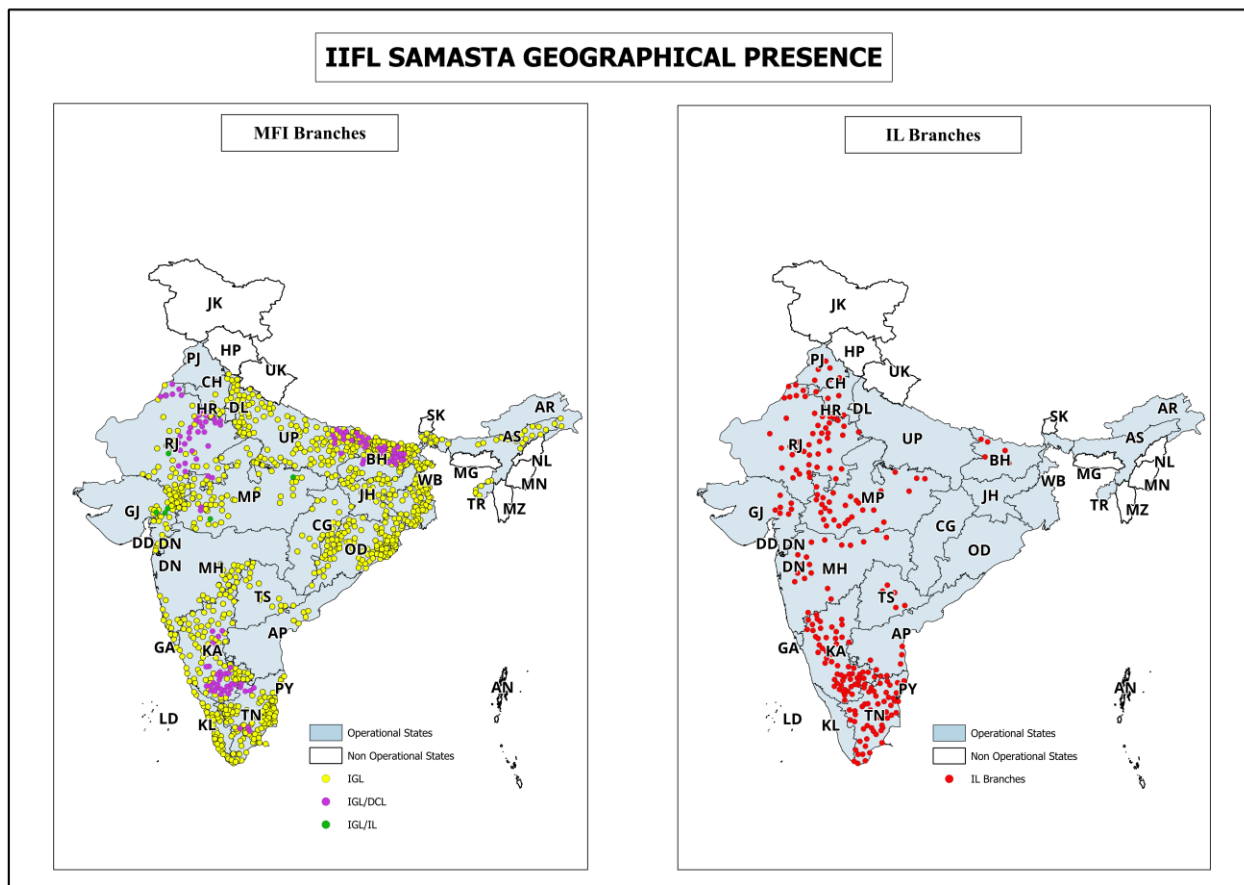 IIFL SAMASTA GEOGRAPHICAL PRESENCE
MFI Branches
JK
HP
PJ
UK
CH
HR
DL
SK
AR
RJ
UP
AS
BH
NL
MG
MN
WB
JH
TR
MZ
MP
GJ
CG
OD
DD
DN
DN
MH
TS
AP
GA
KA
PY
AN
LD
KL
TN
Operational States
Non Operational States
IGL
IGL/DCL
IGL/IL
IL Branches
JK
HP
PJ
UK
CH
HR
DL
SK
AR
RJ
UP
AS
BH
NL
MG
MN
WB
JH
TR
MZ
MP
GJ
CG
OD
DD
DN
DN
MH
TS
AP
GA
KA
PY
AN
LD
KL
TN
Operational States
Non Operational States
IL Branches